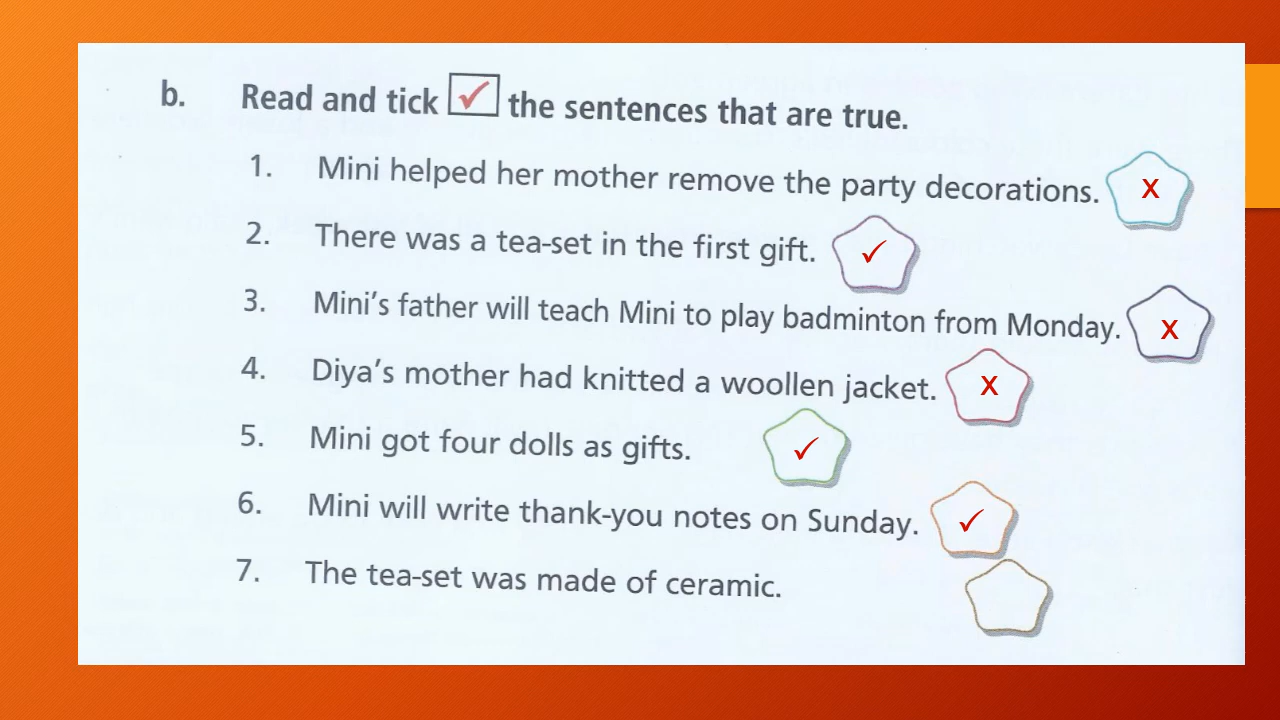 b. Read and tick ✓ the sentences that are true.
1. Mini helped her mother remove the party decorations. X
2. There was a tea-set in the first gift. ✓
3. Mini's father will teach Mini to play badminton from Monday. X
4. Diya's mother had knitted a woollen jacket. X
5. Mini got four dolls as gifts. ✓
6. Mini will write thank-you notes on Sunday. ✓
7. The tea-set was made of ceramic.